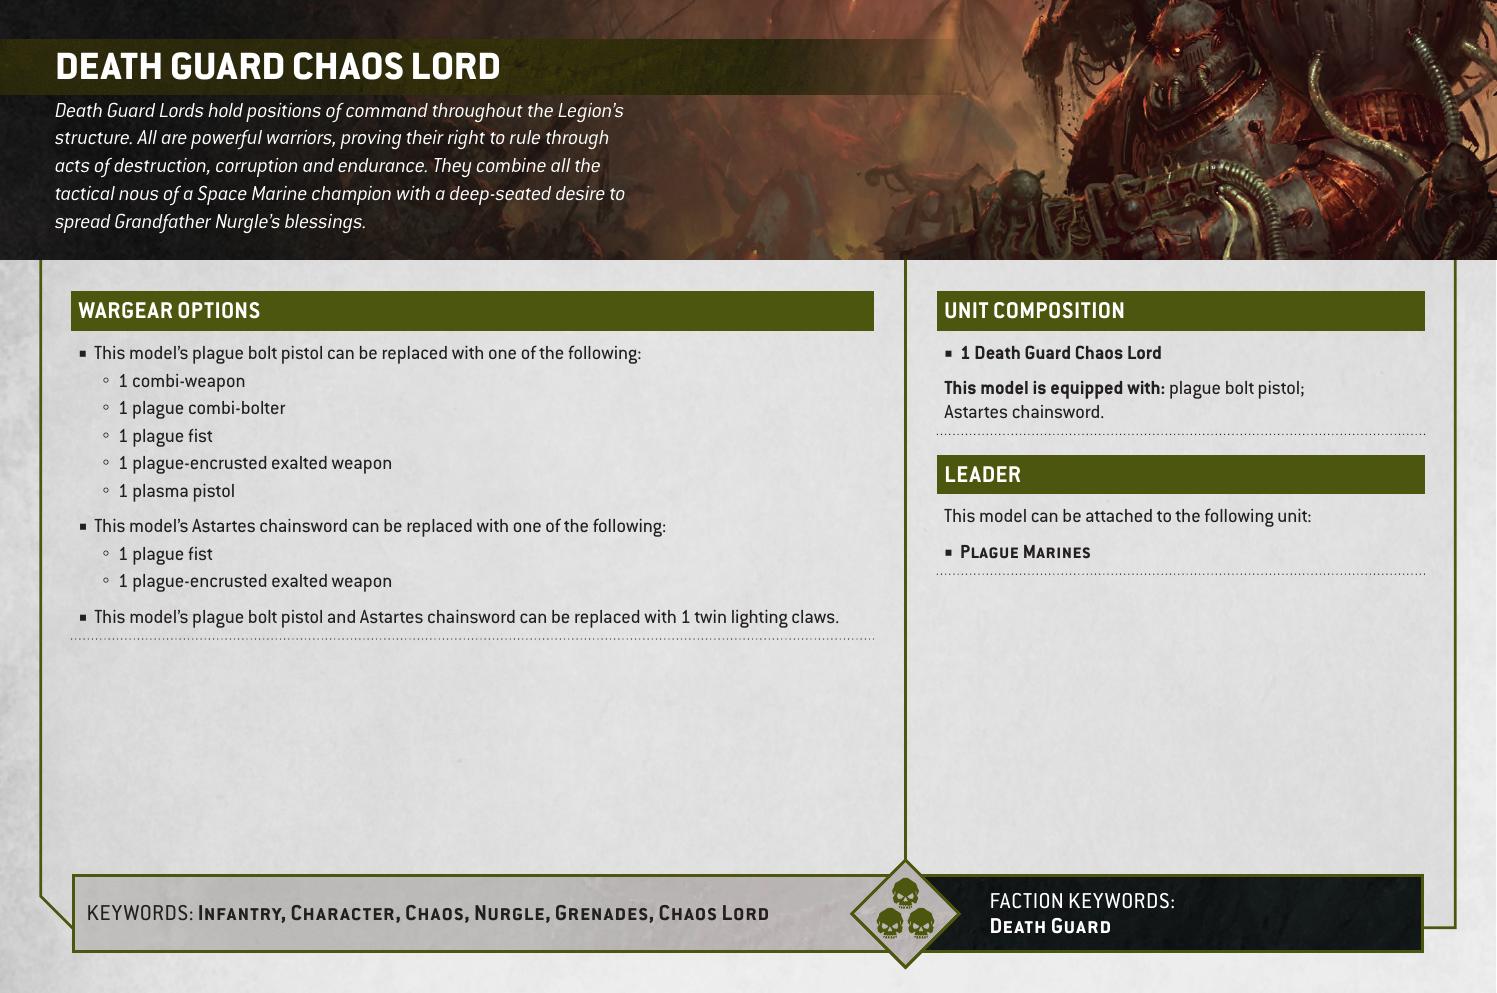 DEATH GUARD CHAOS LORD
Death Guard Lords hold positions of command throughout the Legion’s
structure. All are powerful warriors, proving their right to rule through
acts of destruction, corruption and endurance. They combine all the
tactical nous of a Space Marine champion with a deep-seated desire to
spread Grandfather Nurgle’s blessings.
WARGEAR OPTIONS
▪ This model’s plague bolt pistol can be replaced with one of the following:
◦ 1 combi-weapon
◦ 1 plague combi-bolter
◦ 1 plague fist
◦ 1 plague-encrusted exalted weapon
◦ 1 plasma pistol
▪ This model’s Astartes chainsword can be replaced with one of the following:
◦ 1 plague fist
◦ 1 plague-encrusted exalted weapon
▪ This model’s plague bolt pistol and Astartes chainsword can be replaced with 1 twin lighting claws.
UNIT COMPOSITION
▪ 1 Death Guard Chaos Lord
This model is equipped with: plague bolt pistol;
Astartes chainsword.
LEADER
This model can be attached to the following unit:
▪ Plague Marines
KEYWORDS: Infantry, Character, Chaos, Nurgle, Grenades, Chaos Lord
FACTION KEYWORDS:
Death Guard